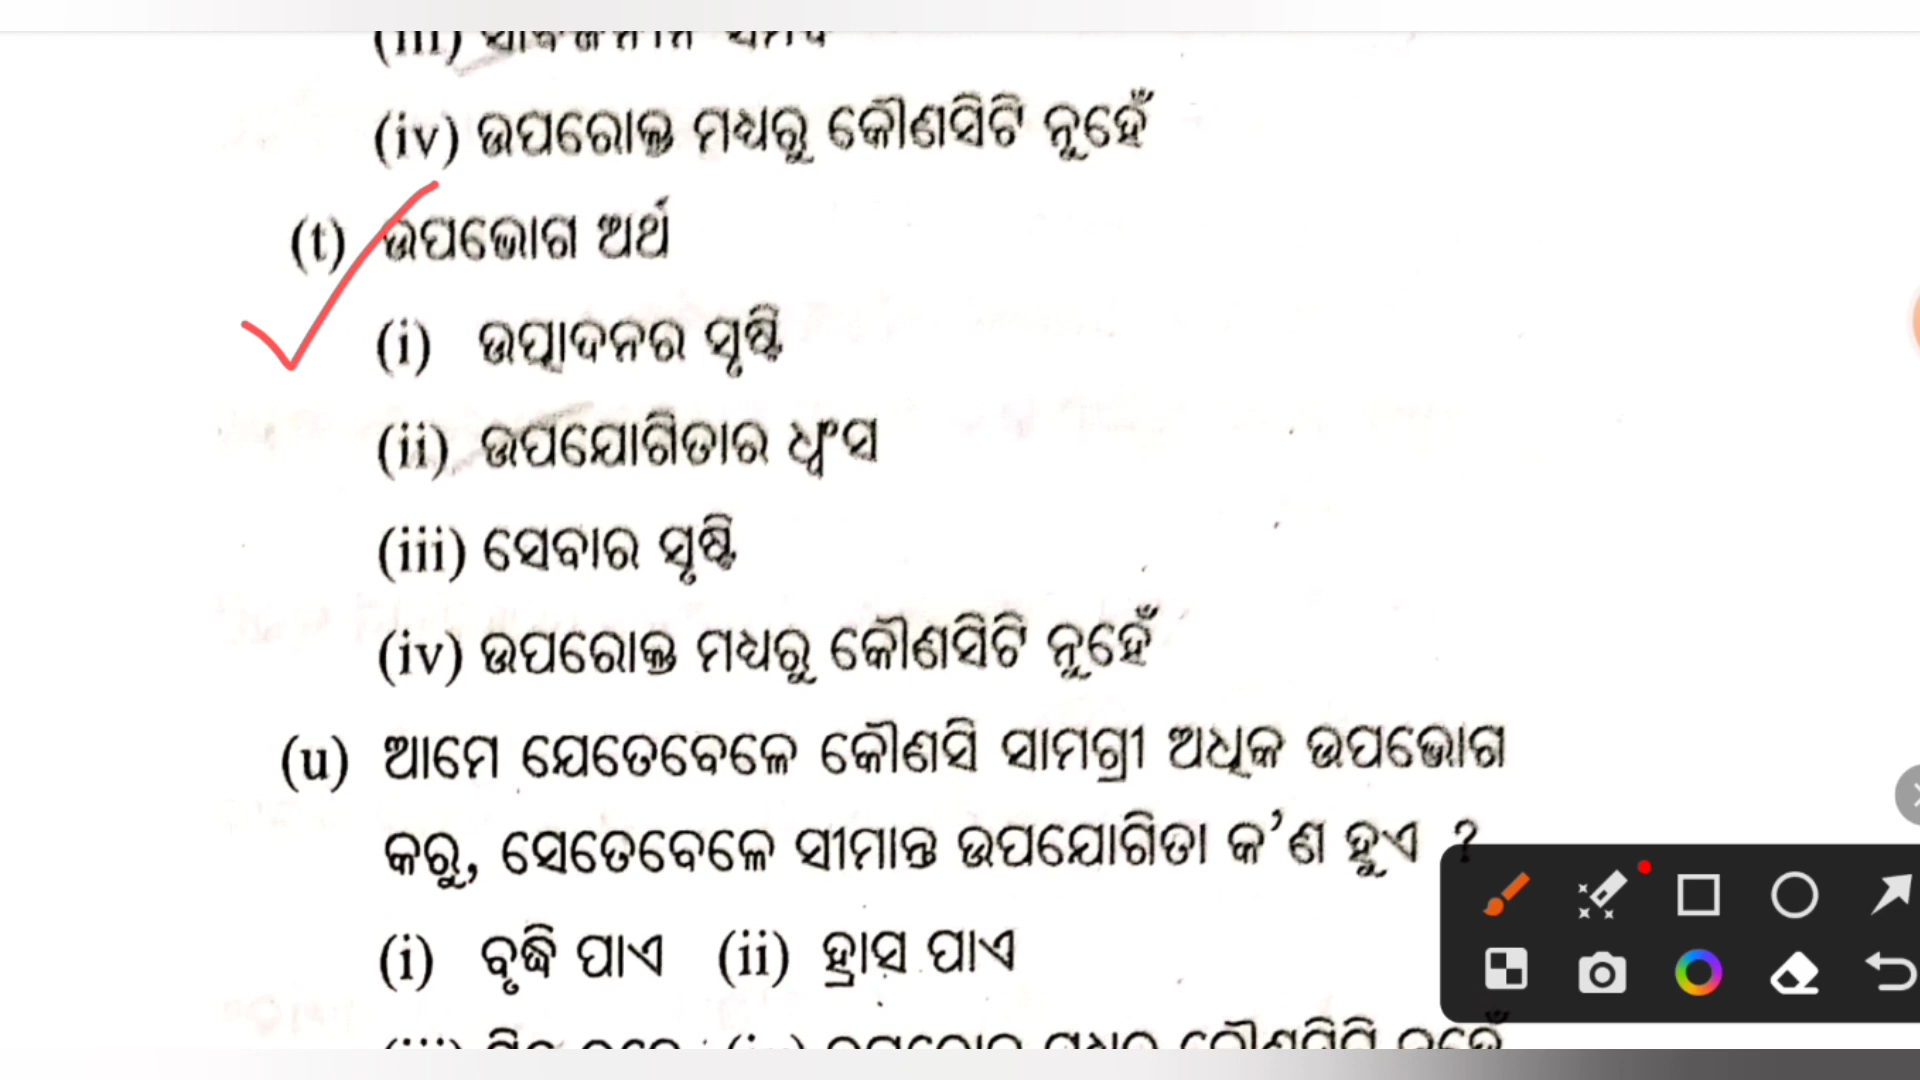 (iv) ଉପରୋକ୍ତ ମଧ୍ୟରୁ କୌଣସିଟି ନୁହେଁ
(t) ଉପଭୋଗ ଅର୍ଥ
(i) ଉତ୍ପାଦନର ସୃଷ୍ଟି
(ii) ଉପଯୋଗିତାର ଧ୍ଵଂସ
(iii) ସେବାର ସୃଷ୍ଟି
(iv) ଉପରୋକ୍ତ ମଧ୍ୟରୁ କୌଣସିଟି ନୁହେଁ
(u) ଆମେ ଯେତେବେଳେ କୌଣସି ସାମଗ୍ରୀ ଅଧିକ ଉପଭୋଗ
କରୁ, ସେତେବେଳେ ସୀମାନ୍ତ ଉପଯୋଗିତା କ'ଣ ହୁଏ ?
(i) ବୃଦ୍ଧି ପାଏ (ii) ହ୍ରାସ ପାଏ